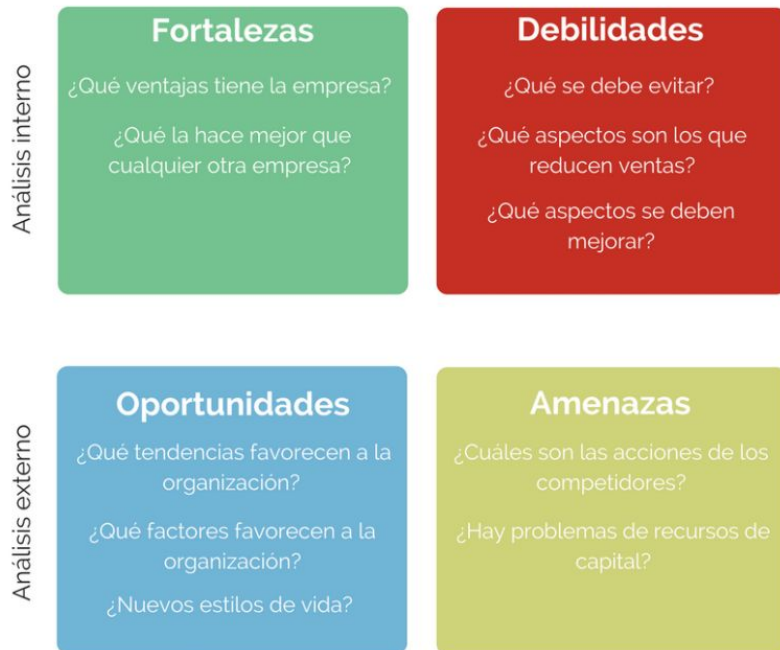 Análisis interno
Fortalezas
¿Qué ventajas tiene la empresa?
¿Qué la hace mejor que
cualquier otra empresa?
Debilidades
¿Qué se debe evitar?
¿Qué aspectos son los que
reducen ventas?
¿Qué aspectos se deben
mejorar?
Análisis externo
Oportunidades
¿Qué tendencias favorecen a la
organización?
¿Qué factores favorecen a la
organización?
¿Nuevos estilos de vida?
Amenazas
¿Cuáles son las acciones de los
competidores?
¿Hay problemas de recursos de
capital?